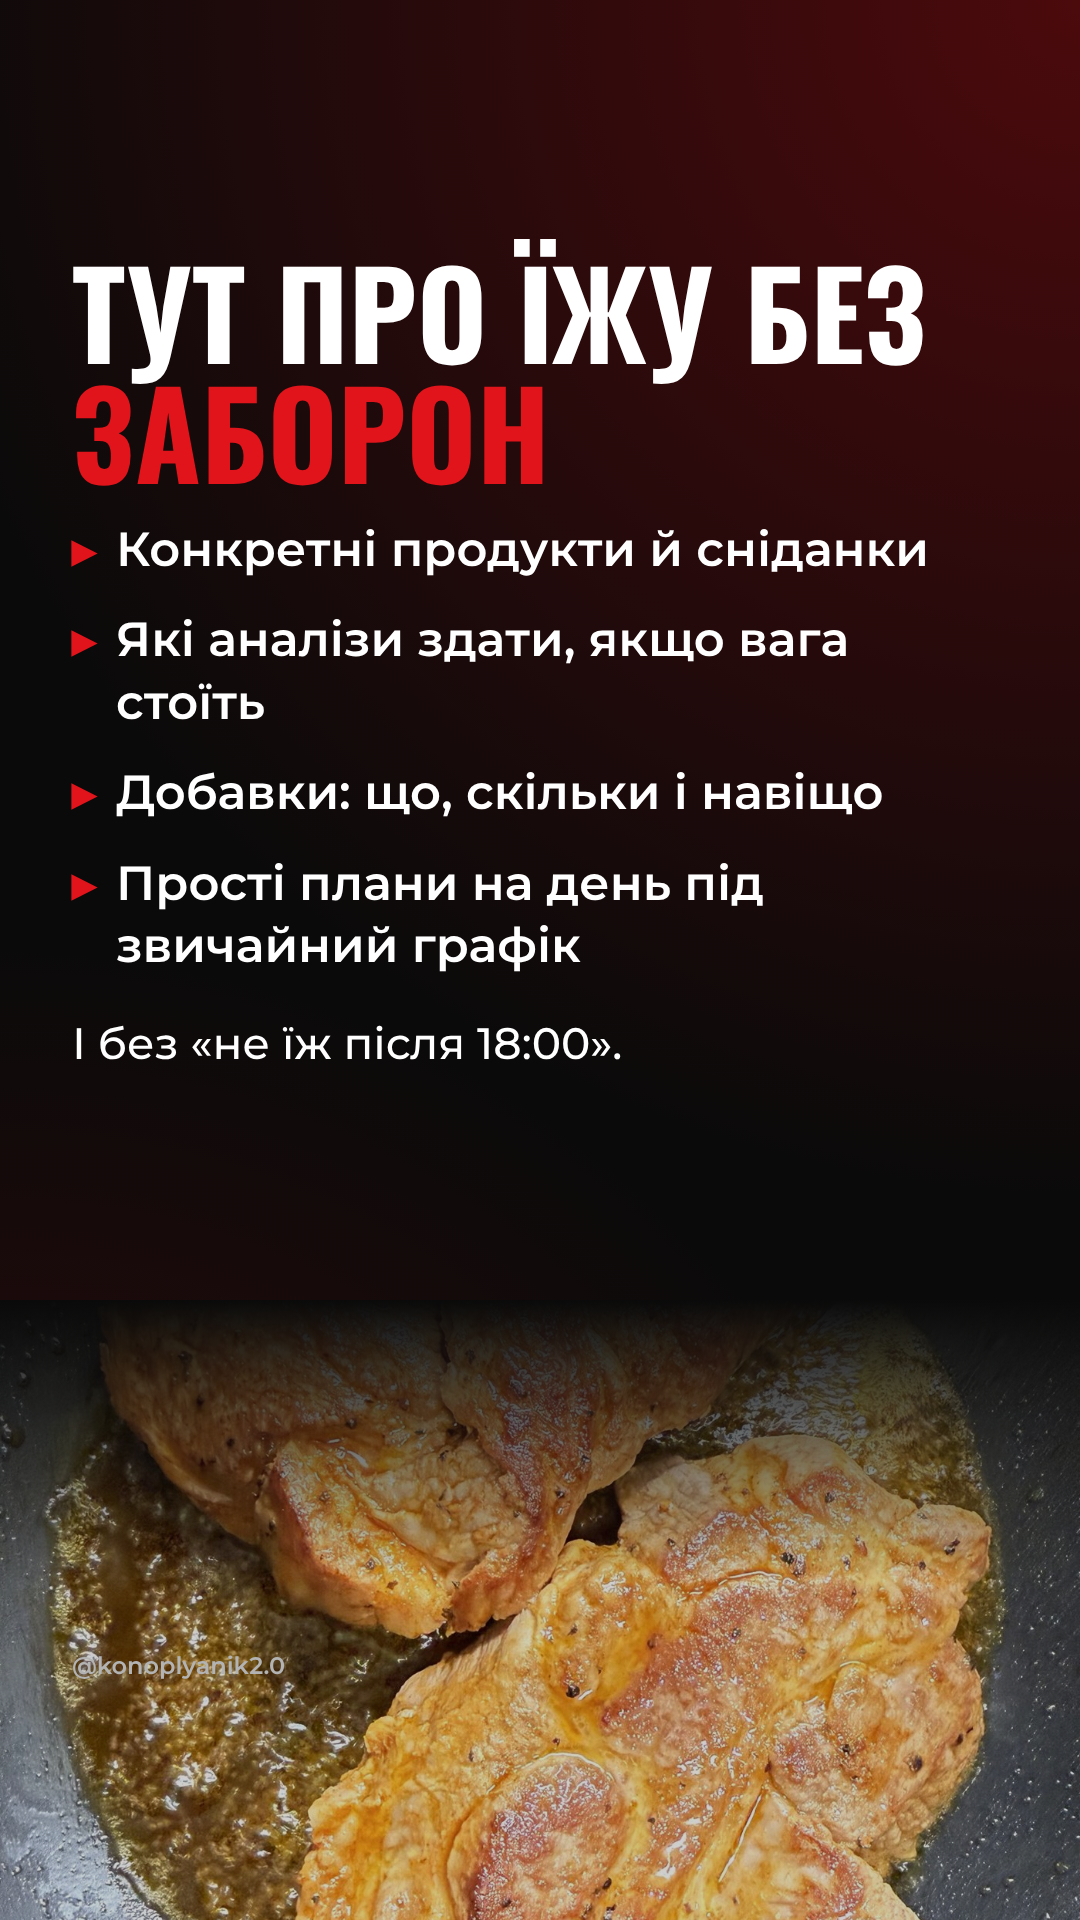 ТУТ ПРО ЇЖУ БЕЗ
ЗАБОРОН
▶ Конкретні продукти й сніданки
▶ Які аналізи здати, якщо вага
стоїть
▶ Добавки: що, скільки і навіщо
▶ Прості плани на день під
звичайний графік
І без «не їж після 18:00».
@konoplyanik2.0